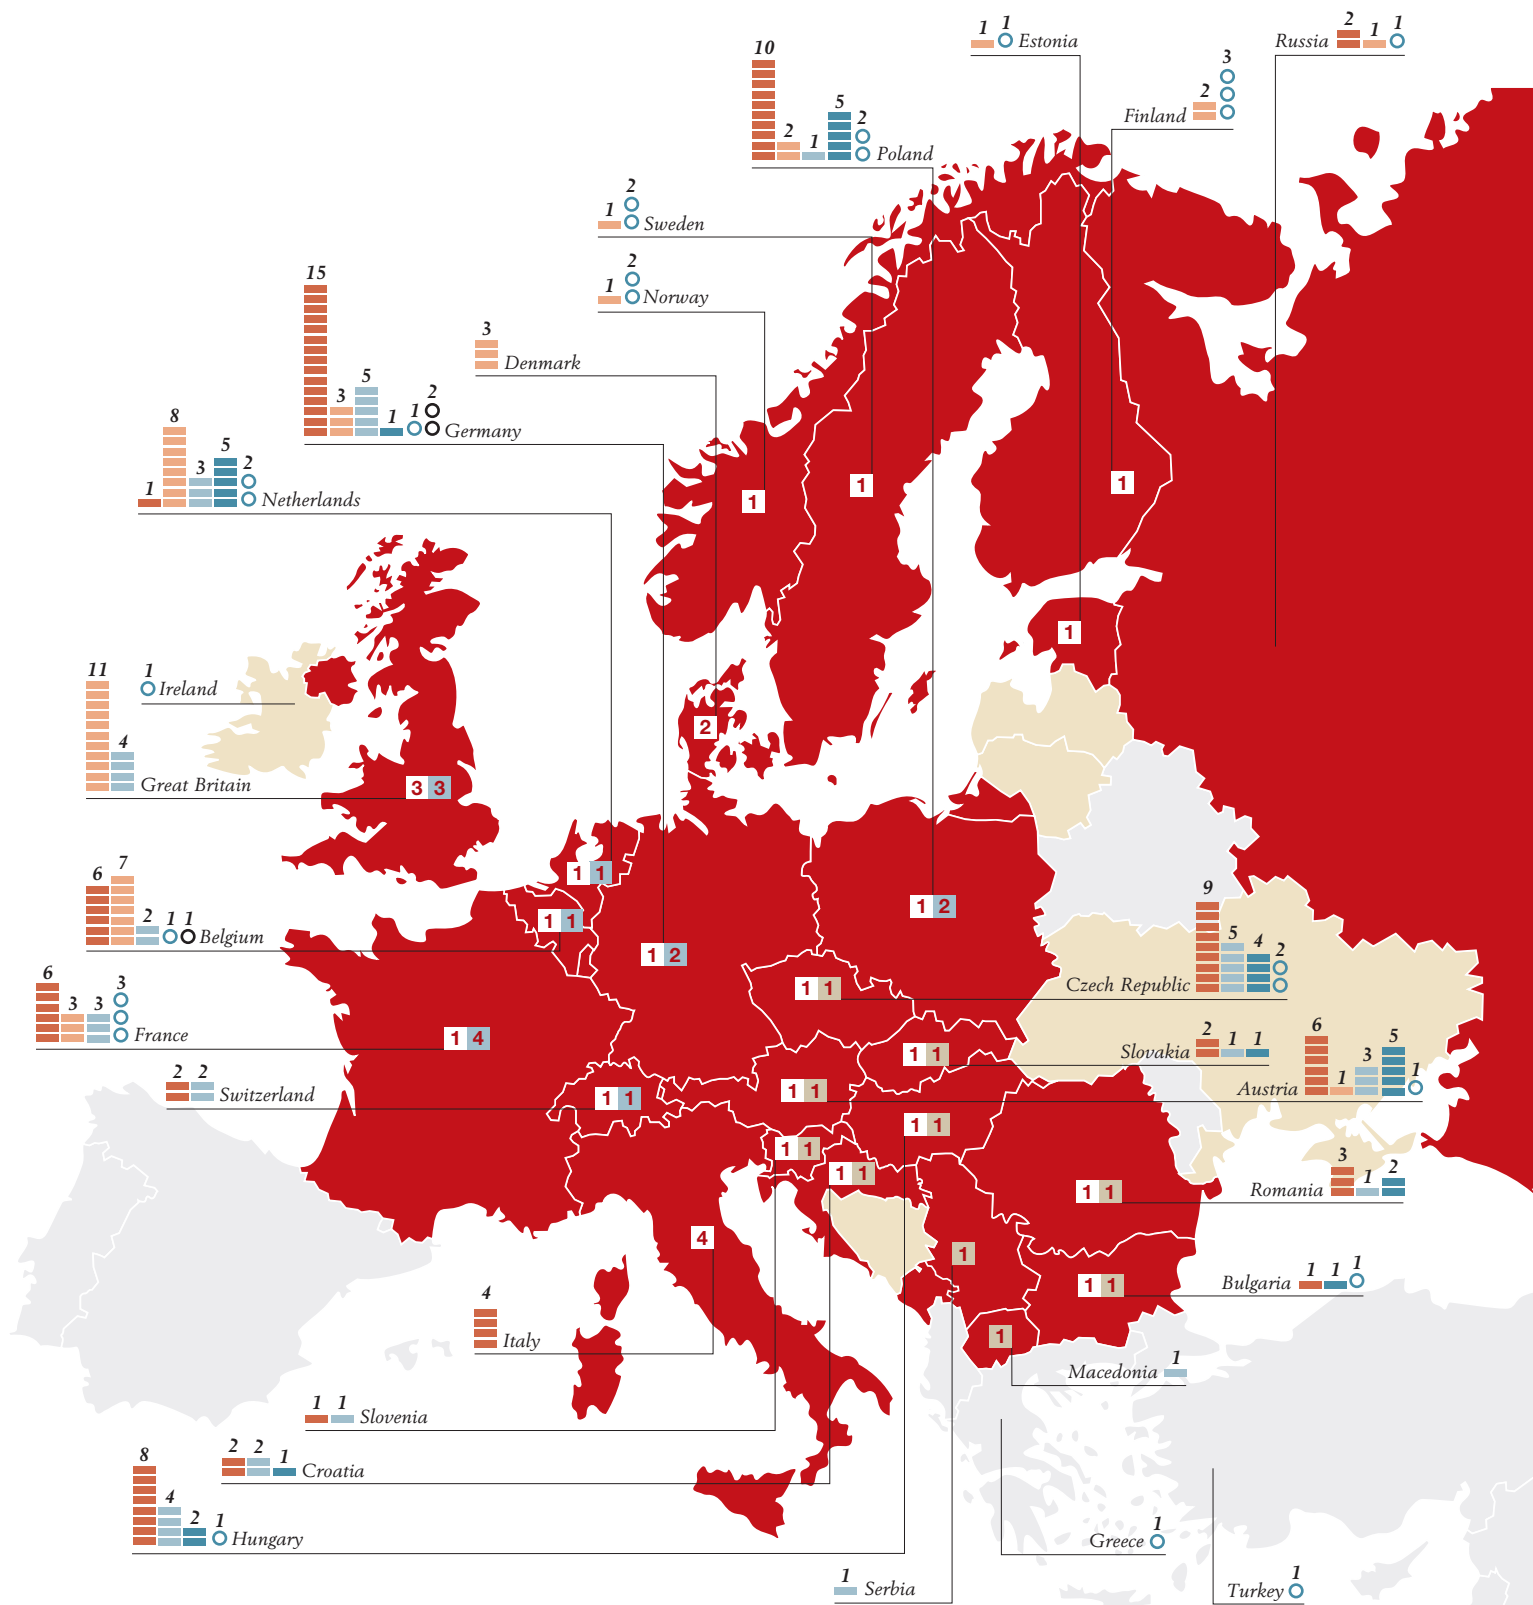 1 1
Estonia
2 1 1
Russia
3
2
Finland
10
2 1 5 2
Poland
2
1
Sweden
2
1
Norway
3
Denmark
15
3 5 1 1 2
Germany
8
1 3 5 2
Netherlands
1
Ireland
11
4
Great Britain
6 7 2 1 1
Belgium
6 3 3 3
France
2 2
Switzerland
9
5 4 2
Czech Republic
2 1 1
Slovakia
6 1 3 5 1
Austria
3 1 2
Romania
1 1 1
Bulgaria
1
Macedonia
4
Italy
1 1
Slovenia
2 2 1
Croatia
8
4 2 1
Hungary
1
Serbia
1
Greece
1
Turkey
1
1
1
1
2
3 3
1 1
1 1
1 2
1 2
1 1
1 4
1 1
1 1
1 1
1 1
1 1
1 1
1 1
4
1
1 1
1